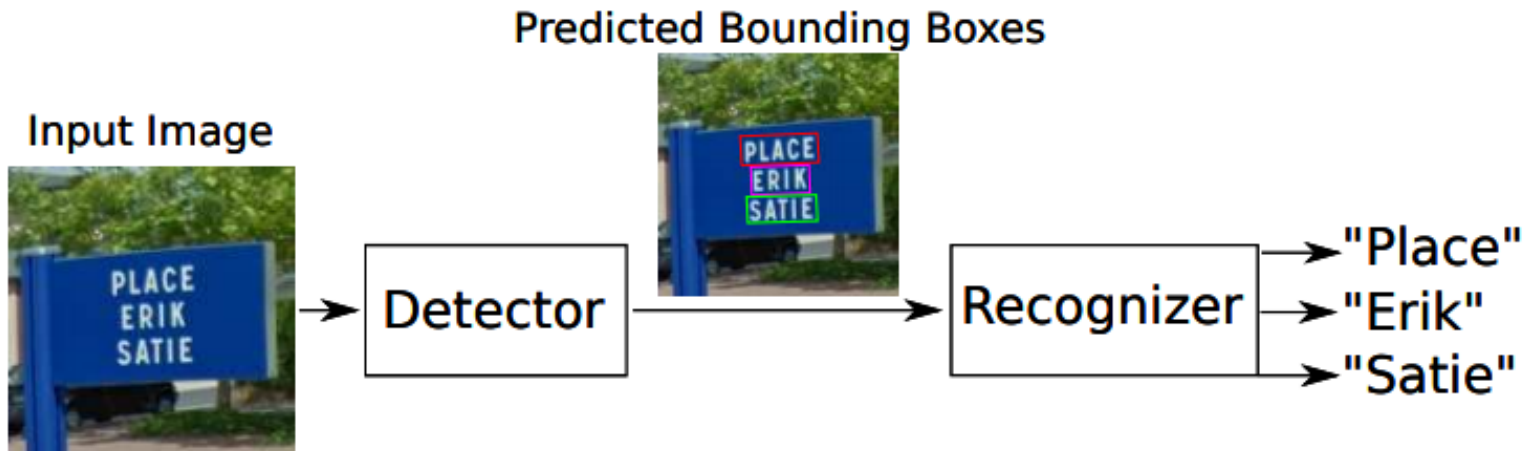 Predicted Bounding Boxes
Input Image
PLACE
ERIK
SATIE
Detector
PLACE
ERIK
SATIE
Recognizer
"Place"
"Erik"
"Satie"